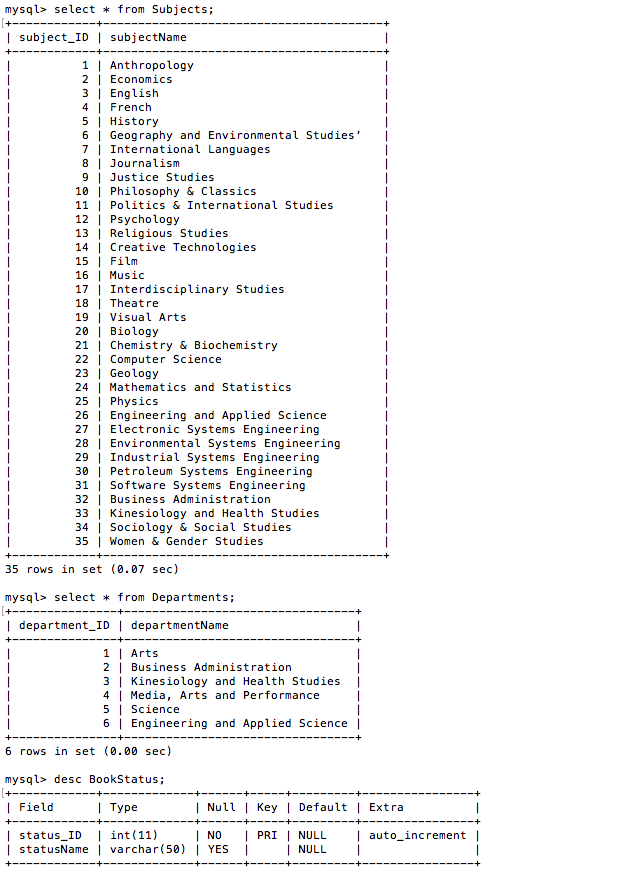 mysql> select * from Subjects;
+------------+----------------------------------------+
| subject_ID | subjectName                            |
+------------+----------------------------------------+
|          1 | Anthropology                           |
|          2 | Economics                              |
|          3 | English                                |
|          4 | French                                 |
|          5 | History                                |
|          6 | Geography and Environmental Studies’   |
|          7 | International Languages                |
|          8 | Journalism                             |
|          9 | Justice Studies                        |
|         10 | Philosophy & Classics                  |
|         11 | Politics & International Studies       |
|         12 | Psychology                             |
|         13 | Religious Studies                      |
|         14 | Creative Technologies                  |
|         15 | Film                                   |
|         16 | Music                                  |
|         17 | Interdisciplinary Studies              |
|         18 | Theatre                                |
|         19 | Visual Arts                            |
|         20 | Biology                                |
|         21 | Chemistry & Biochemistry               |
|         22 | Computer Science                       |
|         23 | Geology                                |
|         24 | Mathematics and Statistics             |
|         25 | Physics                                |
|         26 | Engineering and Applied Science        |
|         27 | Electronic Systems Engineering         |
|         28 | Environmental Systems Engineering      |
|         29 | Industrial Systems Engineering         |
|         30 | Petroleum Systems Engineering          |
|         31 | Software Systems Engineering           |
|         32 | Business Administration                |
|         33 | Kinesiology and Health Studies         |
|         34 | Sociology & Social Studies             |
|         35 | Women & Gender Studies                 |
+------------+----------------------------------------+
35 rows in set (0.07 sec)

mysql> select * from Departments;
+---------------+---------------------------------+
| department_ID | departmentName                  |
+---------------+---------------------------------+
|             1 | Arts                            |
|             2 | Business Administration         |
|             3 | Kinesiology and Health Studies  |
|             4 | Media, Arts and Performance     |
|             5 | Science                         |
|             6 | Engineering and Applied Science |
+---------------+---------------------------------+
6 rows in set (0.00 sec)

mysql> desc BookStatus;
+------------+-------------+------+-----+---------+----------------+
| Field      | Type        | Null | Key | Default | Extra          |
+------------+-------------+------+-----+---------+----------------+
| status_ID  | int(11)     | NO   | PRI | NULL    | auto_increment |
| statusName | varchar(50) | YES  |     | NULL    |                |
+------------+-------------+------+-----+---------+----------------+